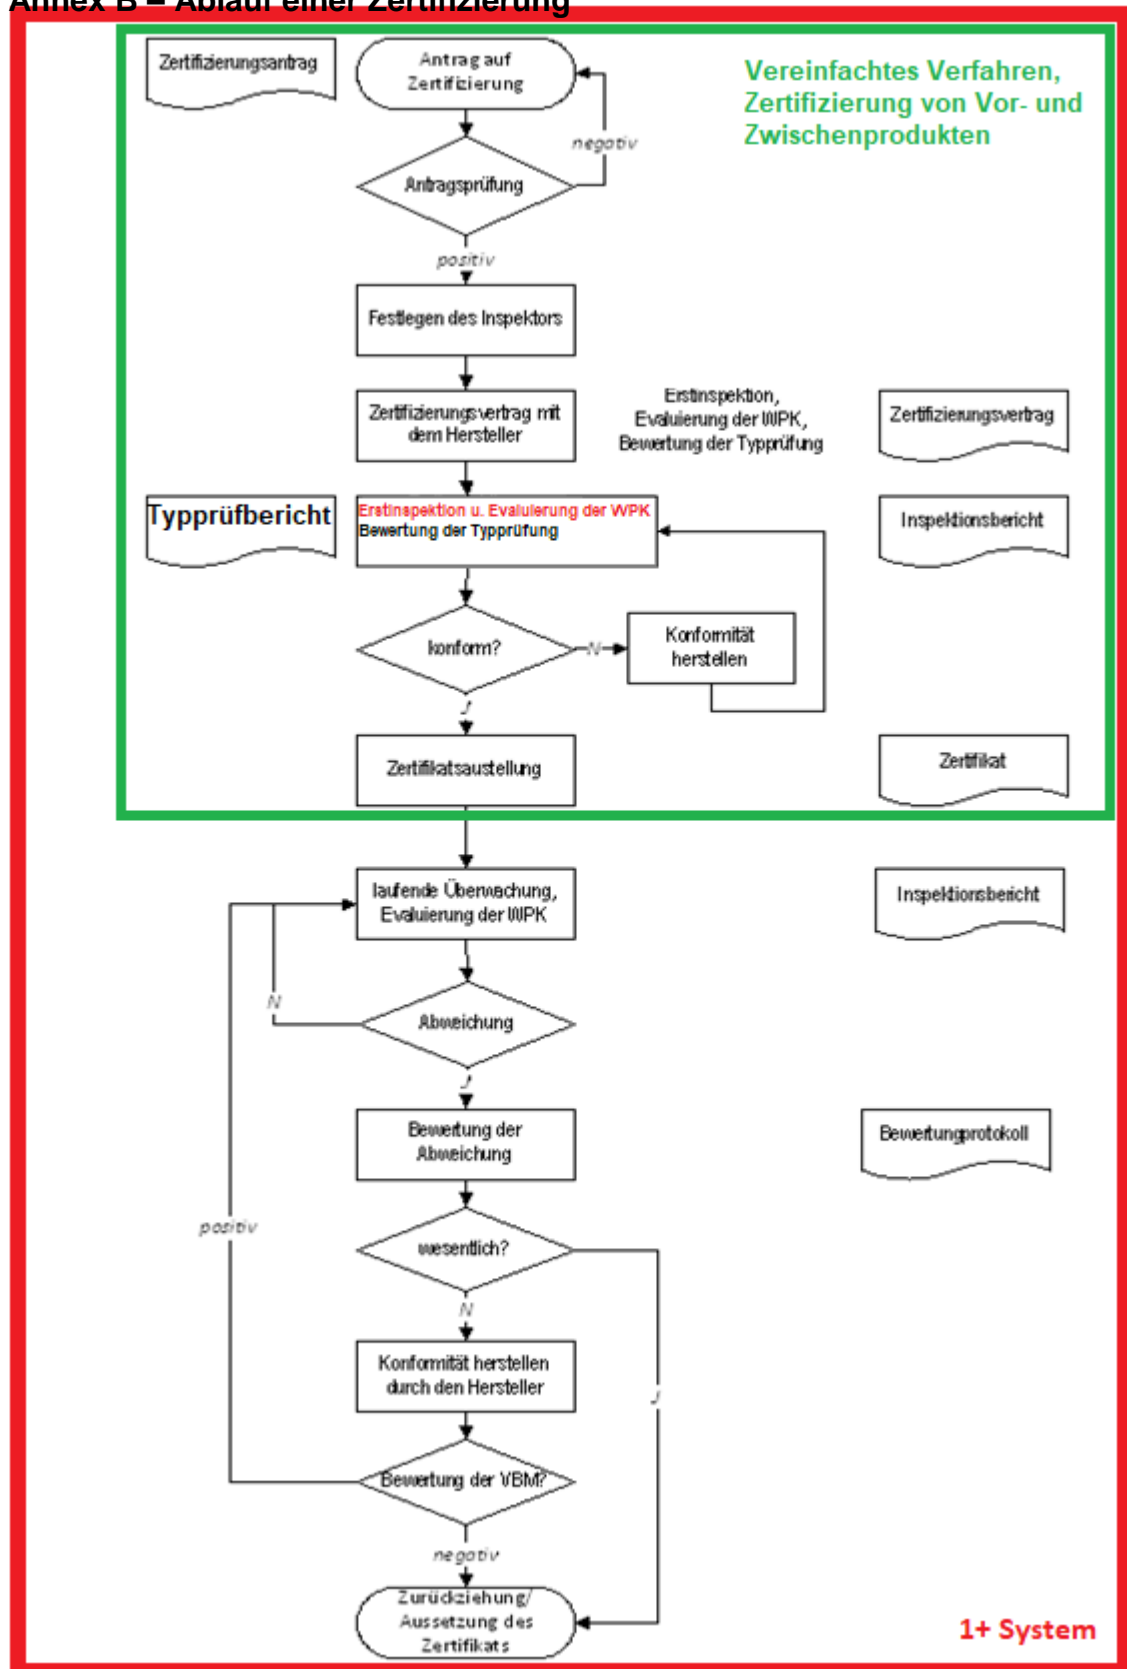 Annex B – Ablauf einer Zertifizierung
Zertifizierungsantrag
Antrag auf
Zertifizierung
Vereinfachtes Verfahren,
Zertifizierung von Vor- und
Zwischenprodukten
negativ
Antragsprüfung
positiv
Festlegen des Inspektors
Zertifizierungsvertrag mit
dem Hersteller
Erstinspektion,
Evaluierung der WPK,
Bewertung der Typprüfung
Zertifizierungsvertrag
Typprüfbericht
Erstinspektion u. Evaluierung der WPK
Bewertung der Typprüfung
Inspektionsbericht
konform?
N
Konformität
herstellen
J
Zertifikatsaustellung
Zertifikat
laufende Überwachung,
Evaluierung der WPK
Inspektionsbericht
N
Abweichung
J
Bewertung der
Abweichung
Bewertungprotokoll
positiv
wesentlich?
N
Konformität herstellen
durch den Hersteller
J
Bewertung der VBM?
negativ
Zurückziehung/
Aussetzung des
Zertifikats
1+ System